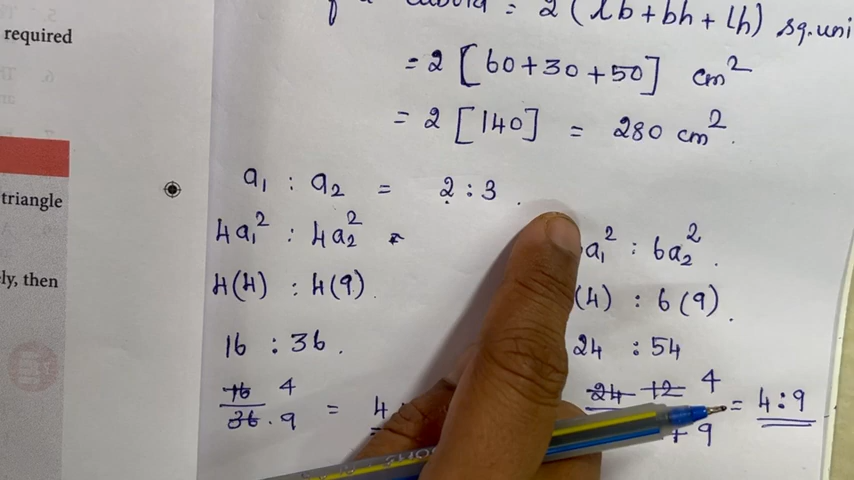 required
triangle
ly, then
= 2 (lb+bh+lh) sq.uni
= 2 [60+30+50] cm²
= 2 [140] = 280 cm².
a₁ : a₂ = 2:3.
4a₁² : 4a₂² a₁² : 6a₂².
4(4) : 4(9). (4) : 6(9).
16 : 36. 24 : 54
16 4 24 12 4
36. 9 = 4 9 = 4:9